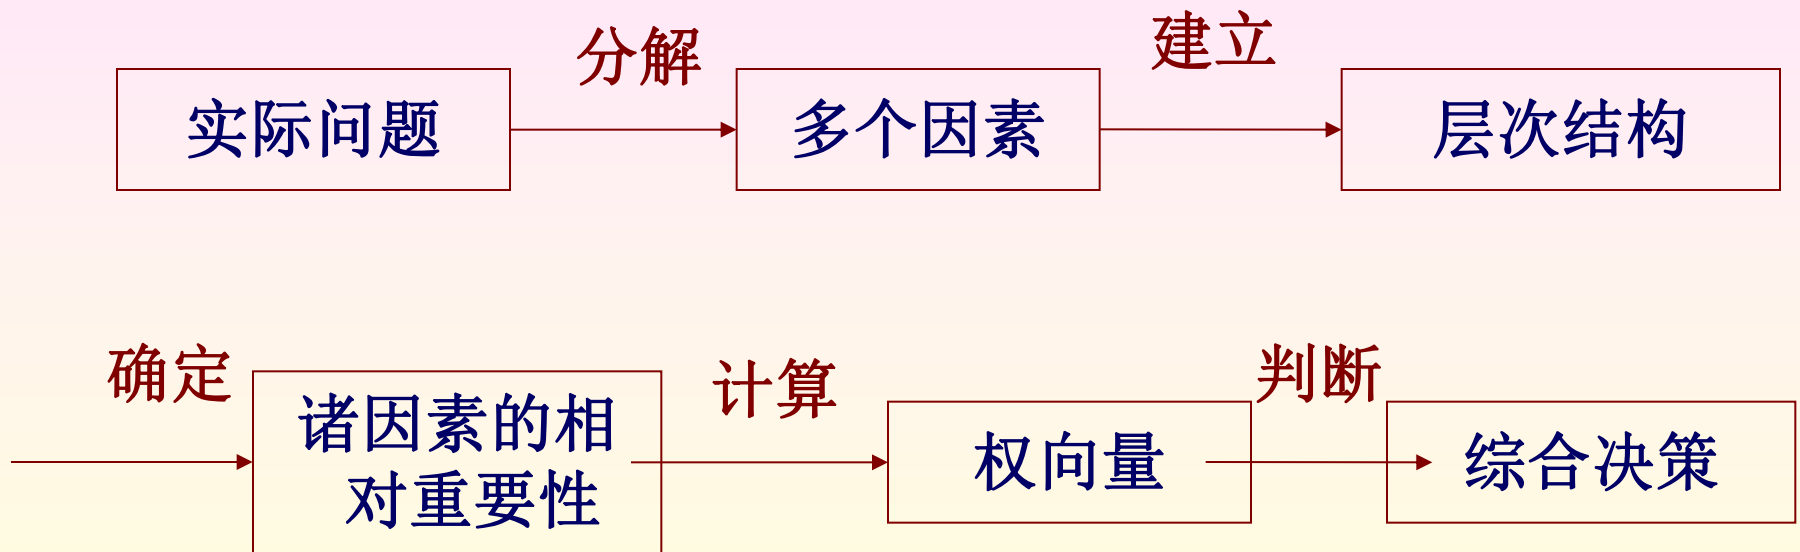 分解
建立
实际问题
多个因素
层次结构
确定
计算
判断
诸因素的相
对重要性
权向量
综合决策